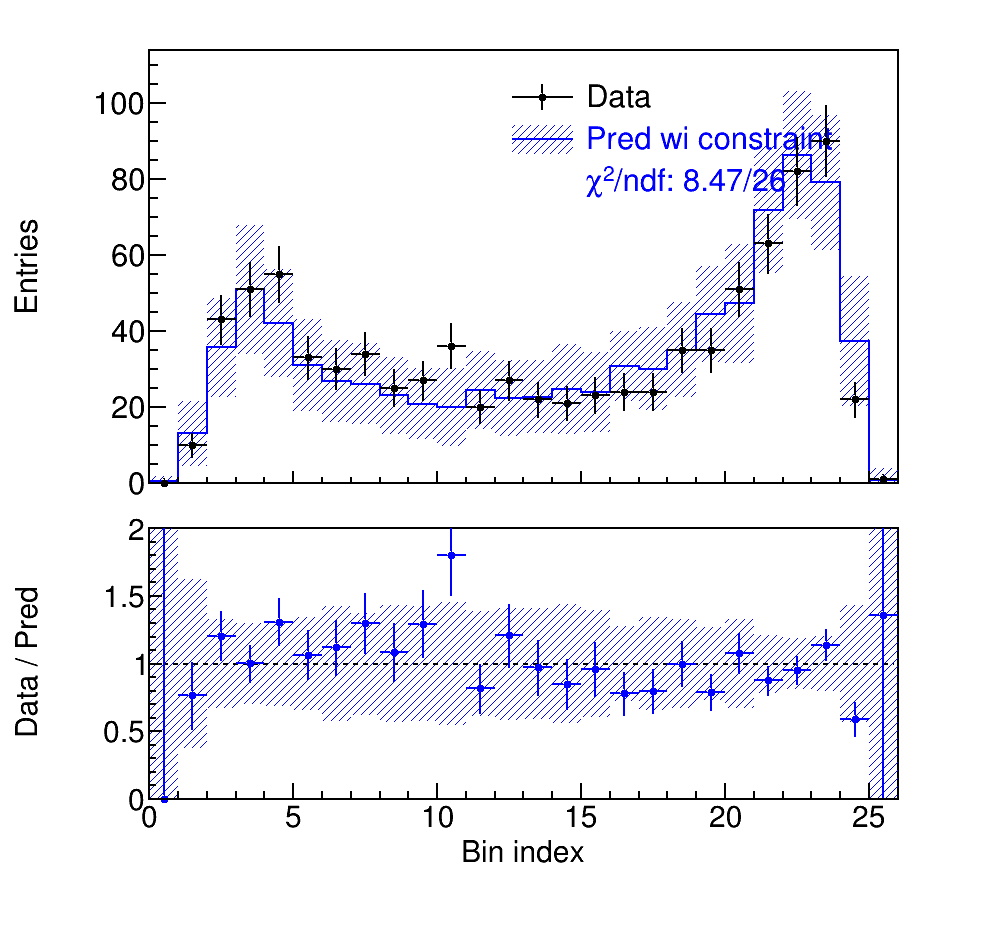 Entries
100
80
60
40
20
0
Data
Pred wi constraint
χ²/ndf: 8.47/26
Data / Pred
2
1.5
1
0.5
0
0 5 10 15 20 25
Bin index